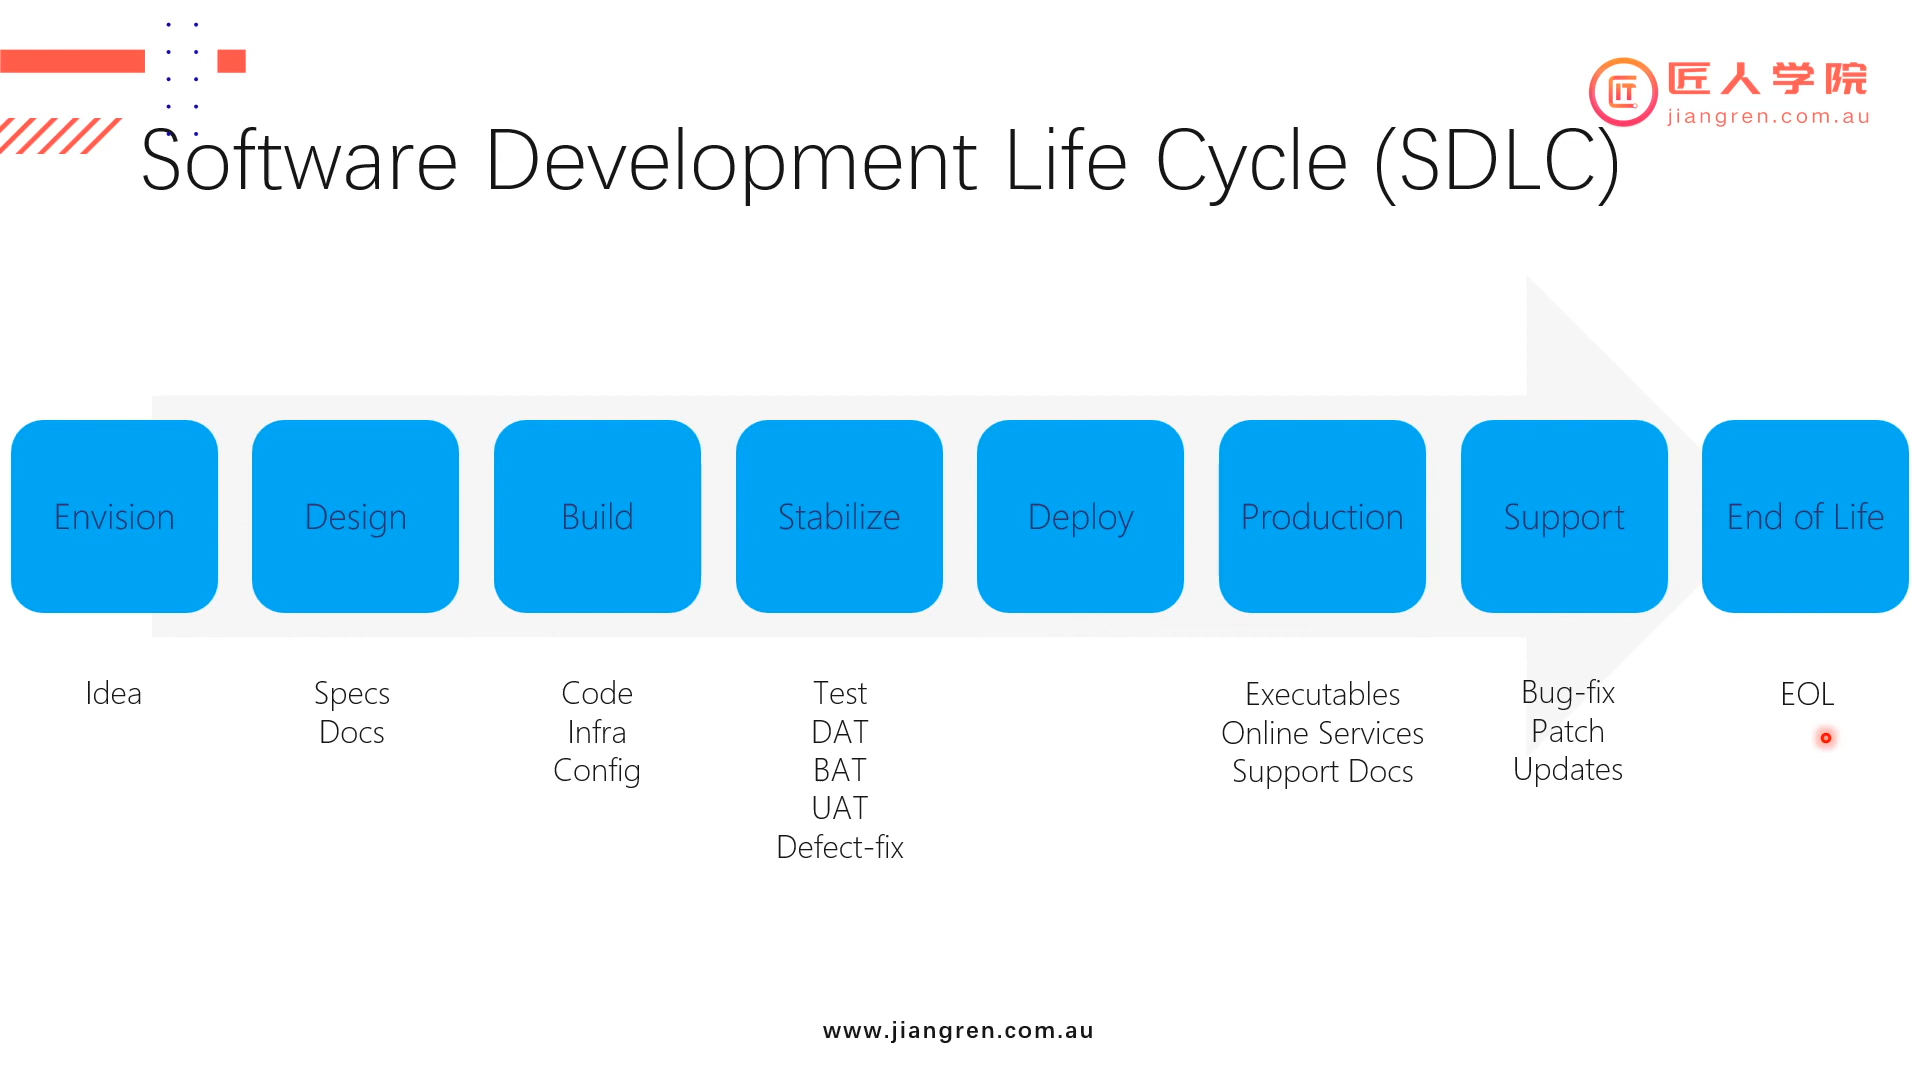 匠人学院
jiangren.com.au
Software Development Life Cycle (SDLC)
Envision
Design
Build
Stabilize
Deploy
Production
Support
End of Life
Idea
Specs
Docs
Code
Infra
Config
Test
DAT
BAT
UAT
Defect-fix
Executables
Online Services
Support Docs
Bug-fix
Patch
Updates
EOL
www.jiangren.com.au